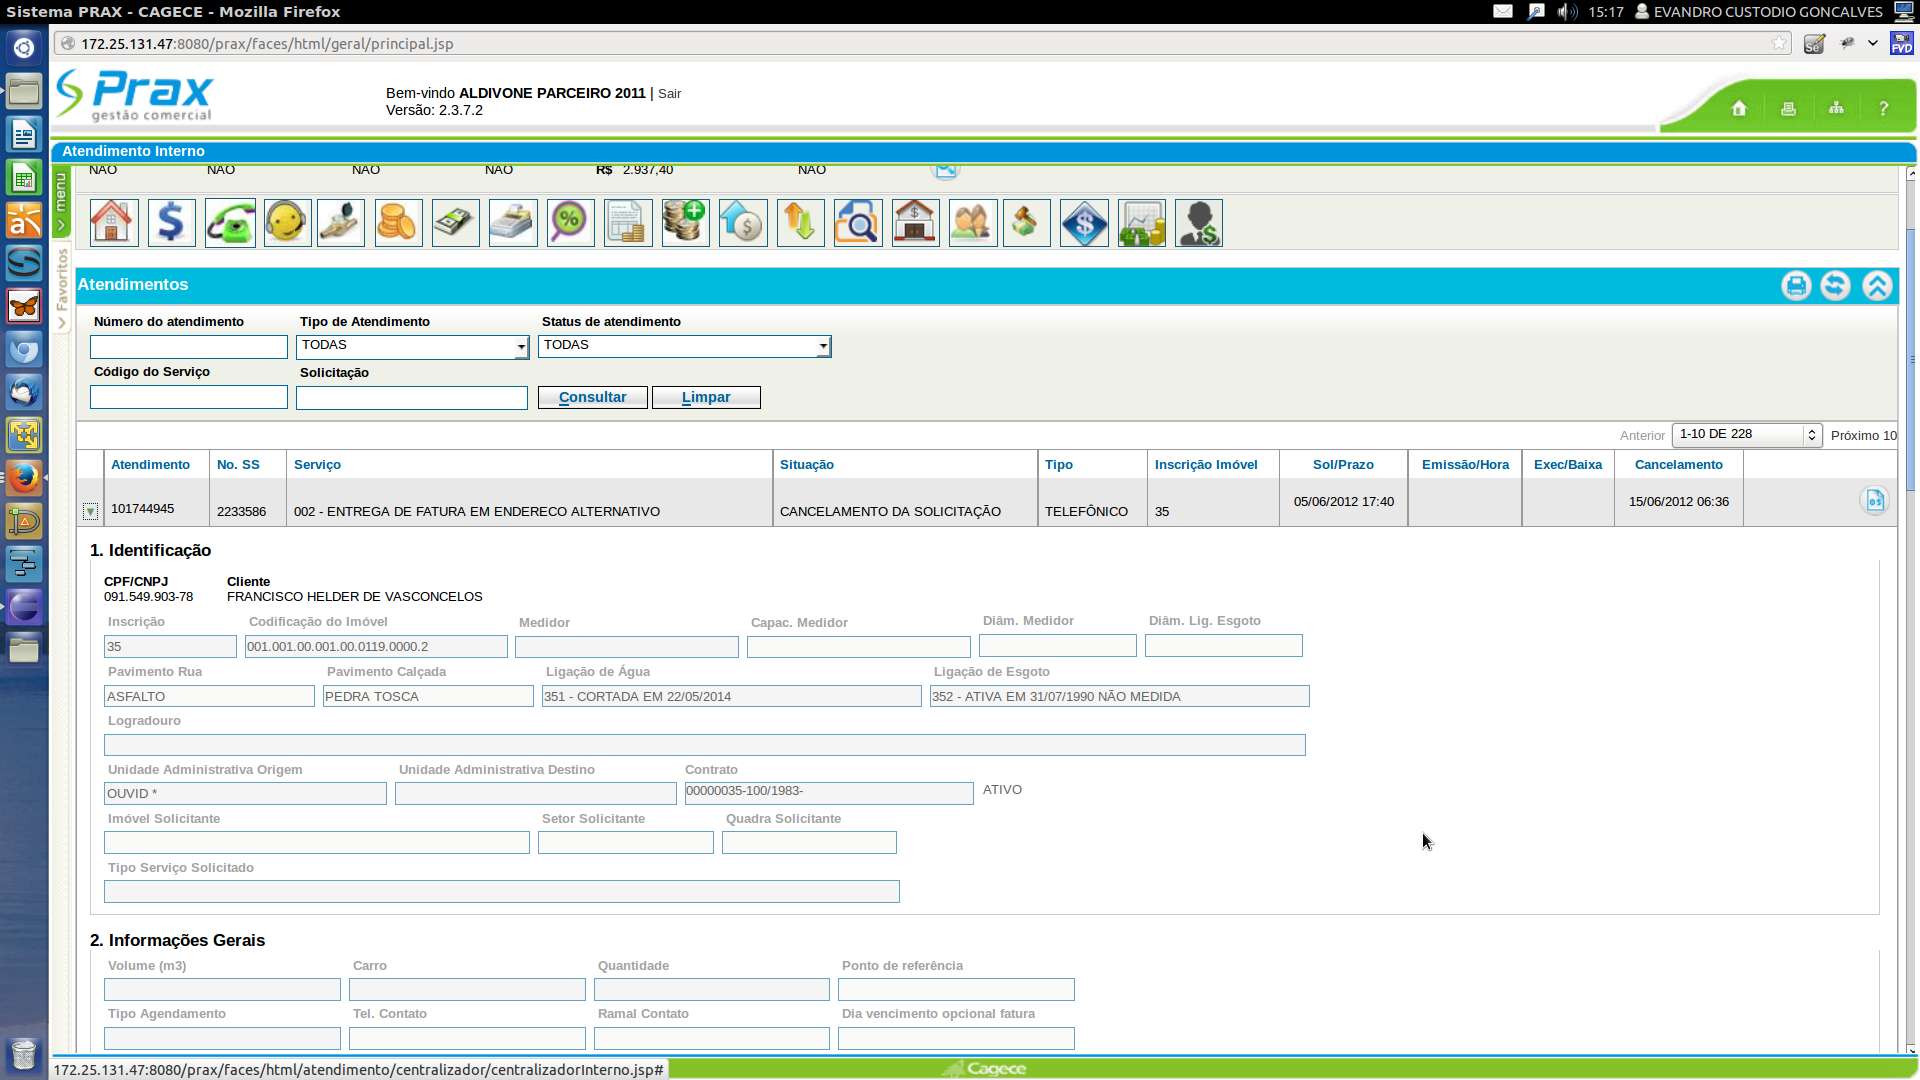 Sistema PRAX - CAGECE - Mozilla Firefox
15:17 EVANDRO CUSTODIO GONCALVES
172.25.131.47:8080/prax/faces/html/geral/principal.jsp
Se
FVD
Prax
gestão comercial
Bem-vindo ALDIVONE PARCEIRO 2011 | Sair
Versão: 2.3.7.2
?
Atendimento Interno
menu
Favoritos
NAO NAO NAO NAO R$ 2.937,40 NAO
Atendimentos
Número do atendimento Tipo de Atendimento Status de atendimento
TODAS TODAS
Código do Serviço Solicitação
Consultar Limpar
Anterior 1-10 DE 228 Próximo 10
Atendimento No. SS Serviço Situação Tipo Inscrição Imóvel Sol/Prazo Emissão/Hora Exec/Baixa Cancelamento
101744945 2233586 002 - ENTREGA DE FATURA EM ENDERECO ALTERNATIVO CANCELAMENTO DA SOLICITAÇÃO TELEFÔNICO 35 05/06/2012 17:40 15/06/2012 06:36
1. Identificação
CPF/CNPJ Cliente
091.549.903-78 FRANCISCO HELDER DE VASCONCELOS
Inscrição Codificação do Imóvel Medidor Capac. Medidor Diâm. Medidor Diâm. Lig. Esgoto
35 001.001.00.001.00.0119.0000.2
Pavimento Rua Pavimento Calçada Ligação de Água Ligação de Esgoto
ASFALTO PEDRA TOSCA 351 - CORTADA EM 22/05/2014 352 - ATIVA EM 31/07/1990 NÃO MEDIDA
Logradouro
Unidade Administrativa Origem Unidade Administrativa Destino Contrato
OUVID * 00000035-100/1983- ATIVO
Imóvel Solicitante Setor Solicitante Quadra Solicitante
Tipo Serviço Solicitado
2. Informações Gerais
Volume (m3) Carro Quantidade Ponto de referência
Tipo Agendamento Tel. Contato Ramal Contato Dia vencimento opcional fatura
172.25.131.47:8080/prax/faces/html/atendimento/centralizador/centralizadorInterno.jsp#
Cagece